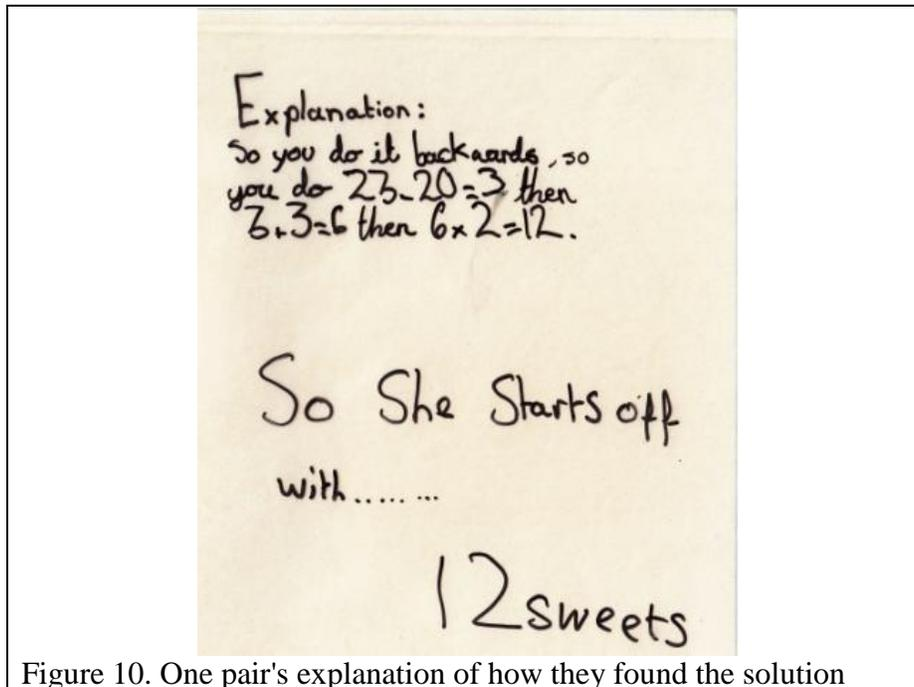 Explanation:
So you do it backwards, so
you do 23-20=3 then
3+3=6 then 6x2=12.
So She Starts off
with........
12 sweets
Figure 10. One pair's explanation of how they found the solution